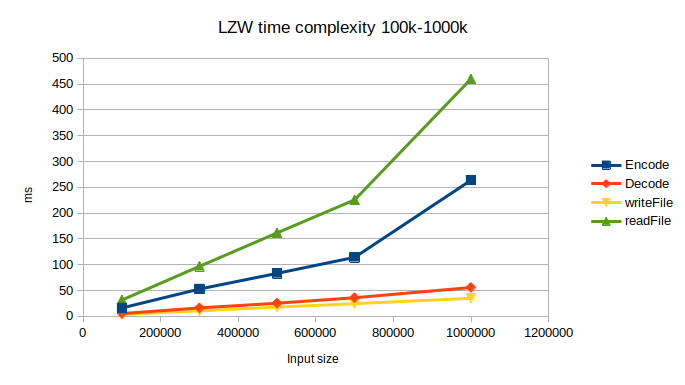 LZW time complexity 100k-1000k
500
450
400
350
300
250
200
150
100
50
0
ms
0 200000 400000 600000 800000 1000000 1200000
Input size
Encode
Decode
writeFile
readFile